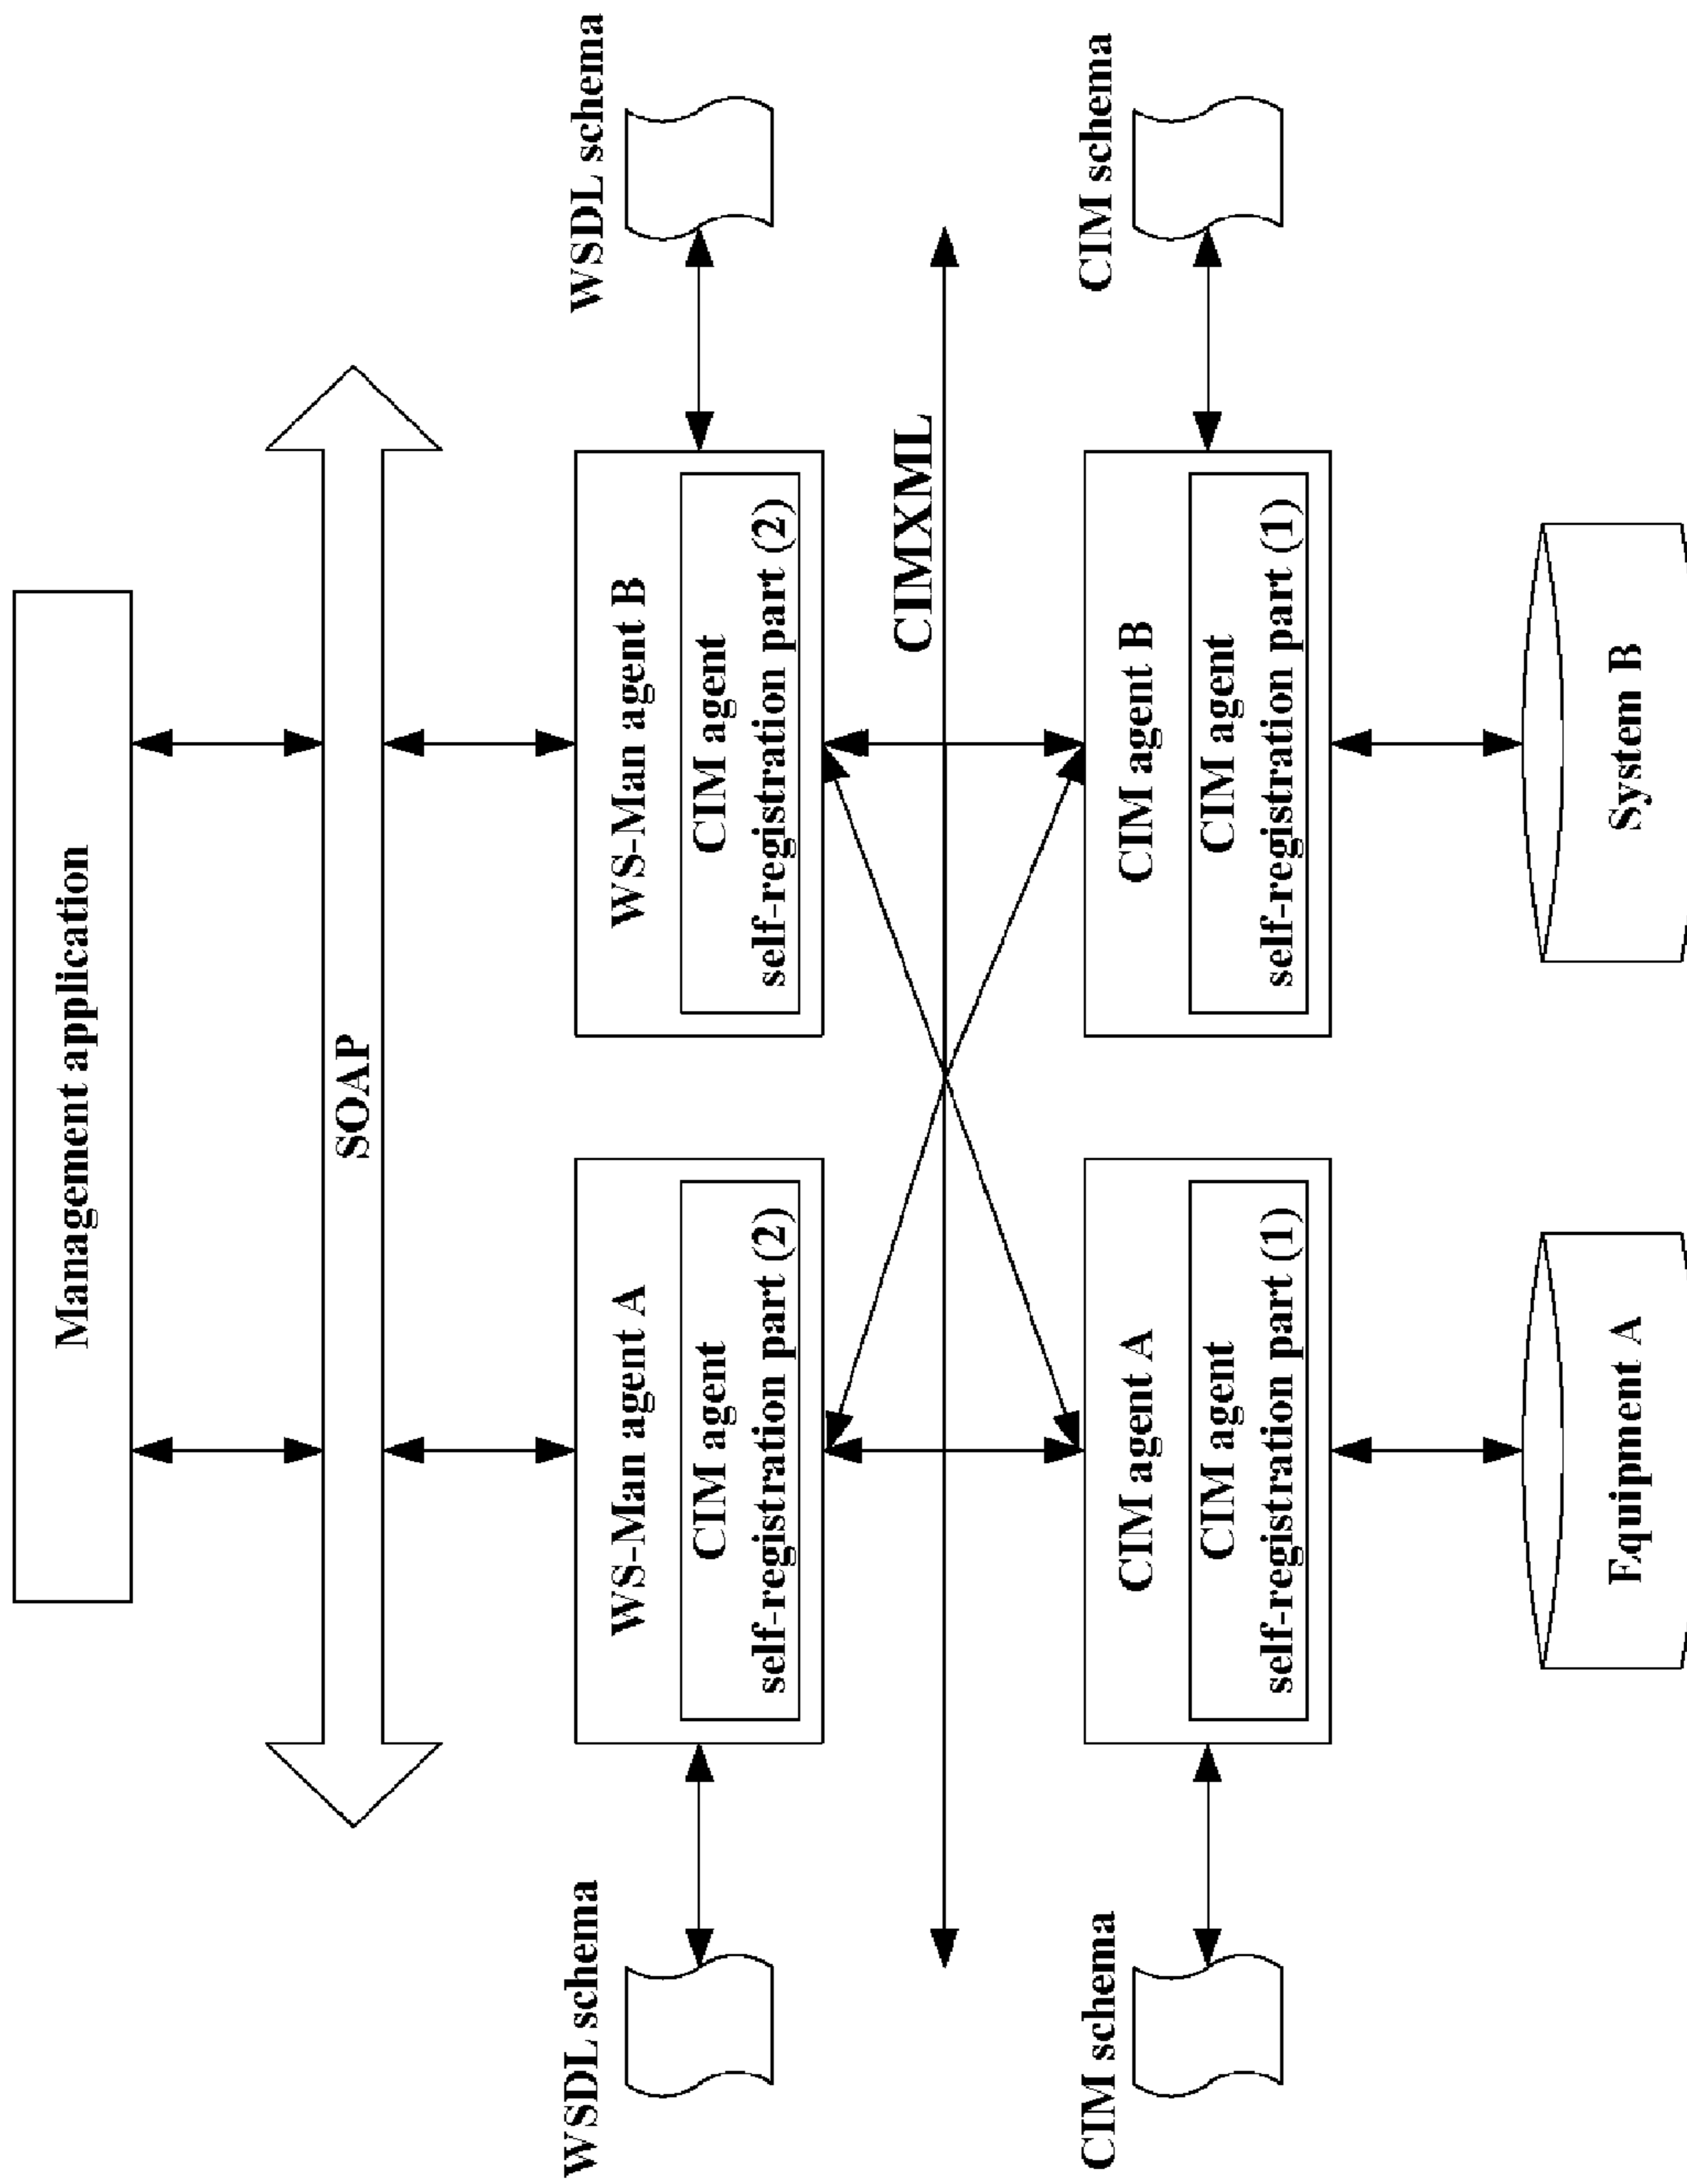 Management application
SOAP
WSDL schema
WS-Man agent A
CIM agent
self-registration part (2)
WS-Man agent B
CIM agent
self-registration part (2)
WSDL schema
CIMXML
CIM schema
CIM agent A
CIM agent
self-registration part (1)
CIM agent B
CIM agent
self-registration part (1)
CIM schema
Equipment A
System B